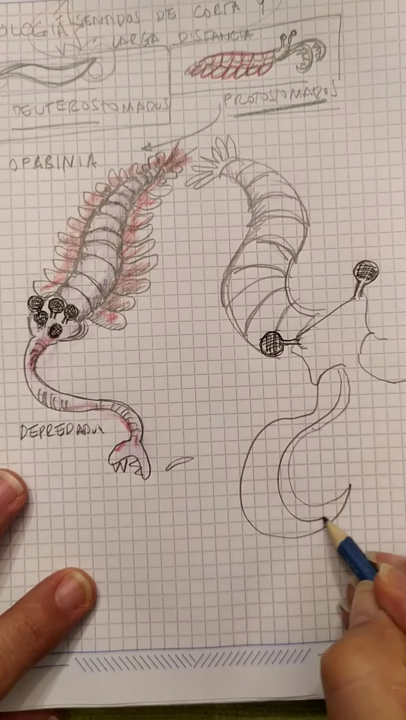 SENTIDOS DE CORTA Y
LARGA DISTANCIA
DEUTEROSTOMADOS
PROTOSTOMADOS
OPABINIA
DEPREDADOR